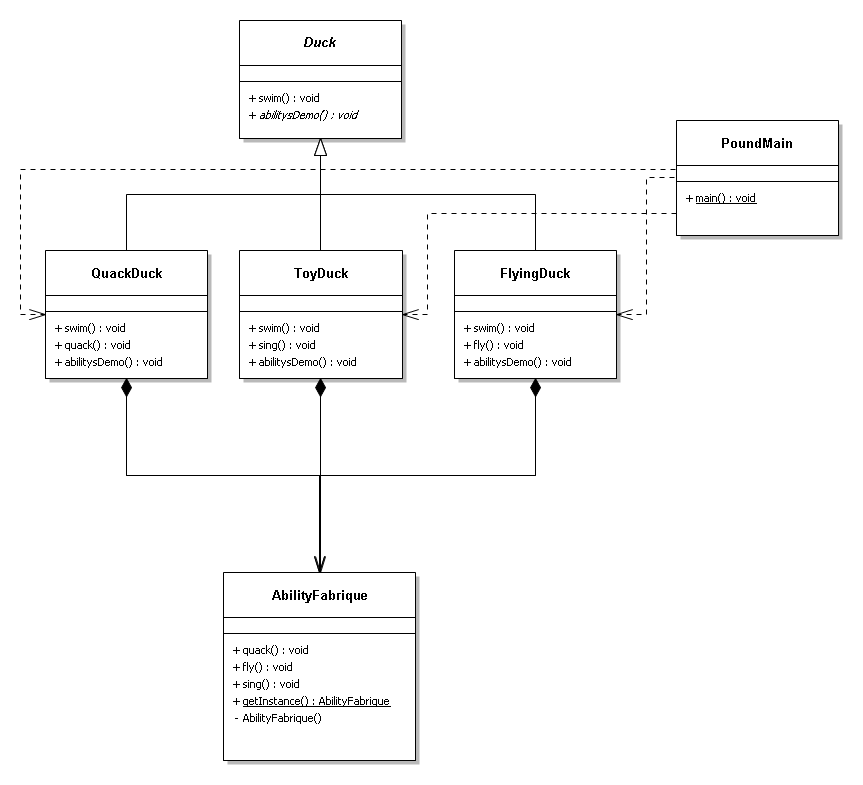 Duck
+ swim() : void
+ abilitysDemo() : void
PoundMain
+ main() : void
QuackDuck
+ swim() : void
+ quack() : void
+ abilitysDemo() : void
ToyDuck
+ swim() : void
+ sing() : void
+ abilitysDemo() : void
FlyingDuck
+ swim() : void
+ fly() : void
+ abilitysDemo() : void
AbilityFabrique
+ quack() : void
+ fly() : void
+ sing() : void
+ getInstance() : AbilityFabrique
- AbilityFabrique()